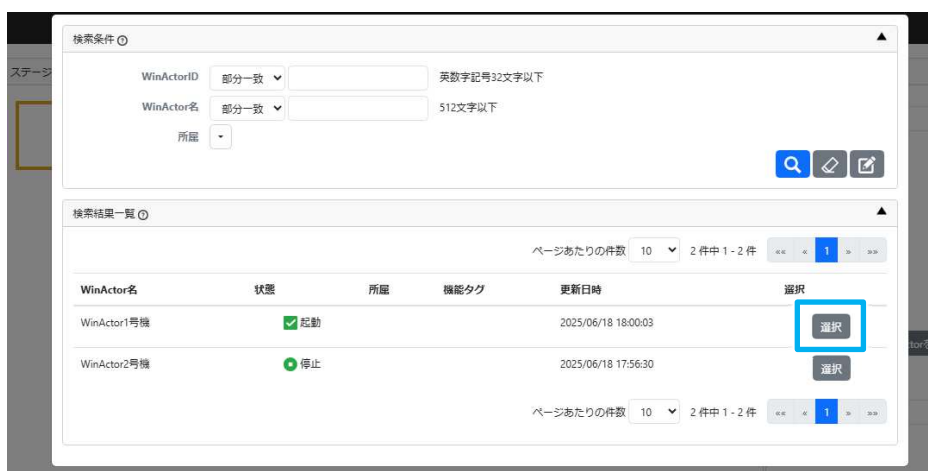 検索条件
ステージ
WinActorID 部分一致 英数字記号32文字以下
WinActor名 部分一致 512文字以下
所属
検索結果一覧
ページあたりの件数 10 2 件中 1 - 2 件 «« « 1 » »»
WinActor名 状態 所属 機能タグ 更新日時 選択
WinActor1号機 起動 2025/06/18 18:00:03 選択
torを
WinActor2号機 停止 2025/06/18 17:56:30 選択
ページあたりの件数 10 2 件中 1 - 2 件 «« « 1 » »»